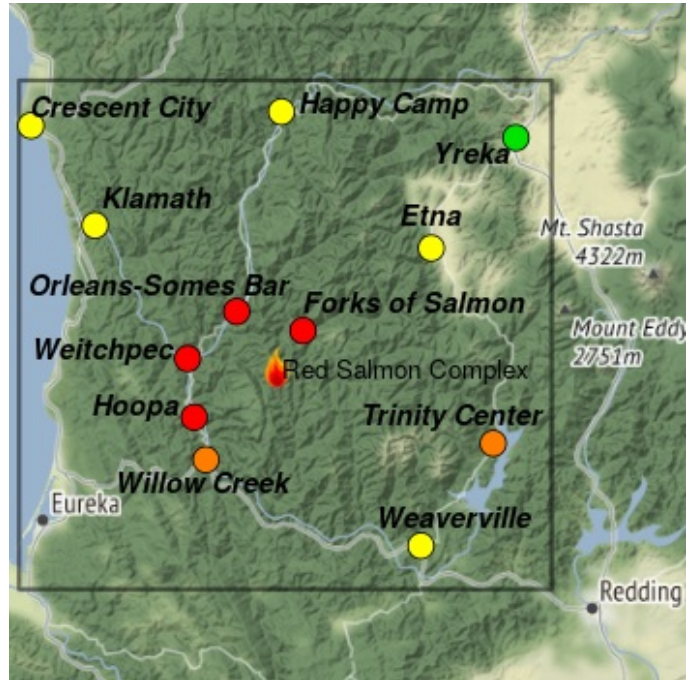 Crescent City
Happy Camp
Yreka
Klamath
Etna
Mt. Shasta
4322m
Orleans-Somes Bar
Forks of Salmon
Mount Eddy
2751m
Weitchpec
Red Salmon Complex
Hoopa
Trinity Center
Willow Creek
Eureka
Weaverville
Redding